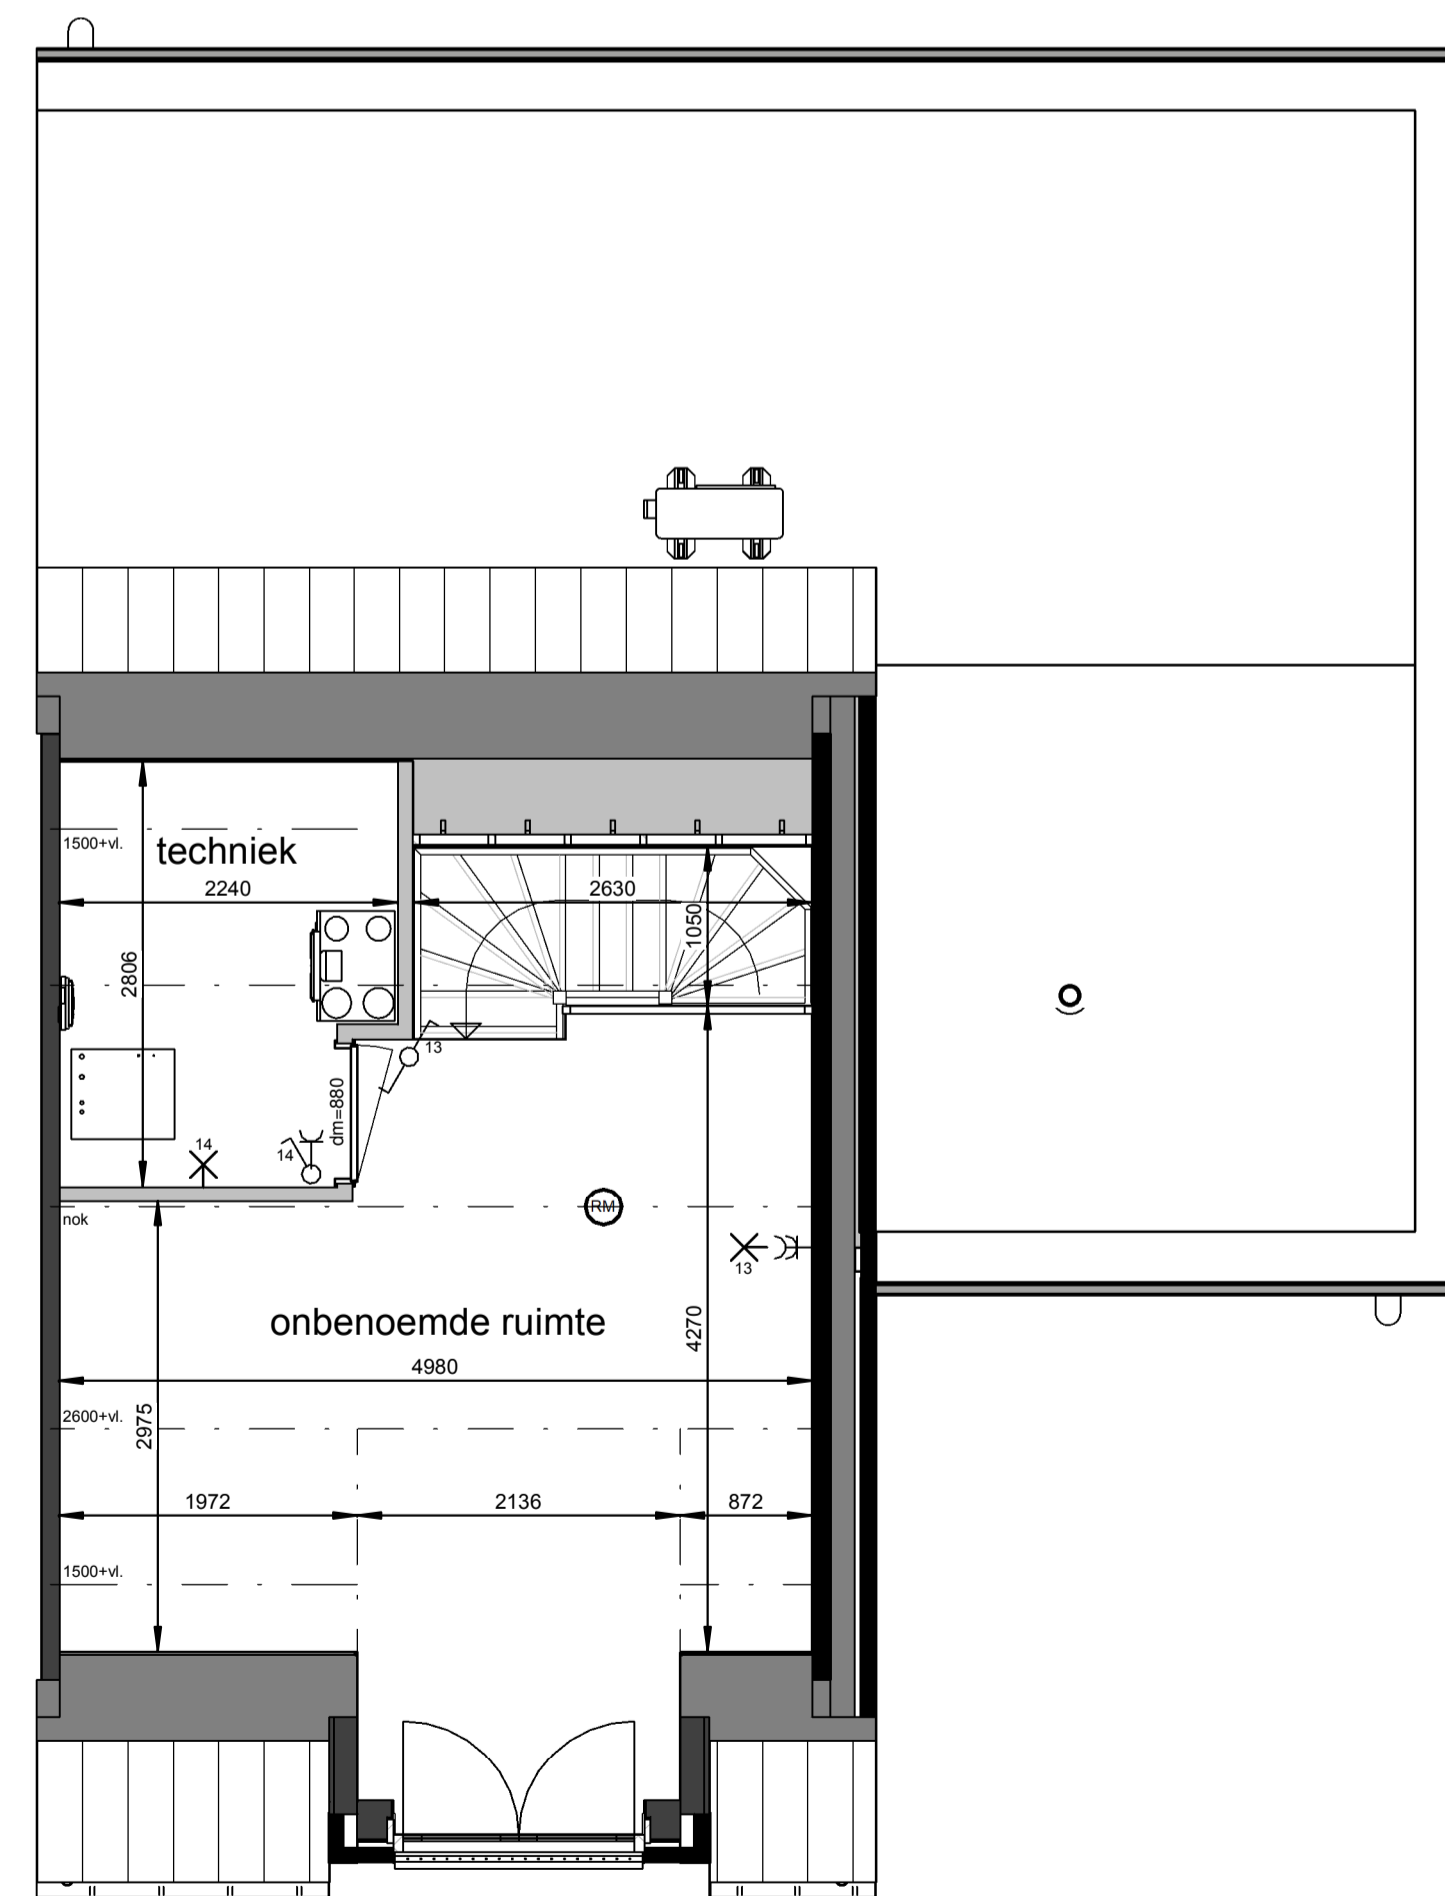 1500+vl.
techniek
2240
2630
1050
2806
13
dm=880
14
14
nok
RM
13
onbenoemde ruimte
4270
4980
2600+vl.
2975
1972
2136
872
1500+vl.